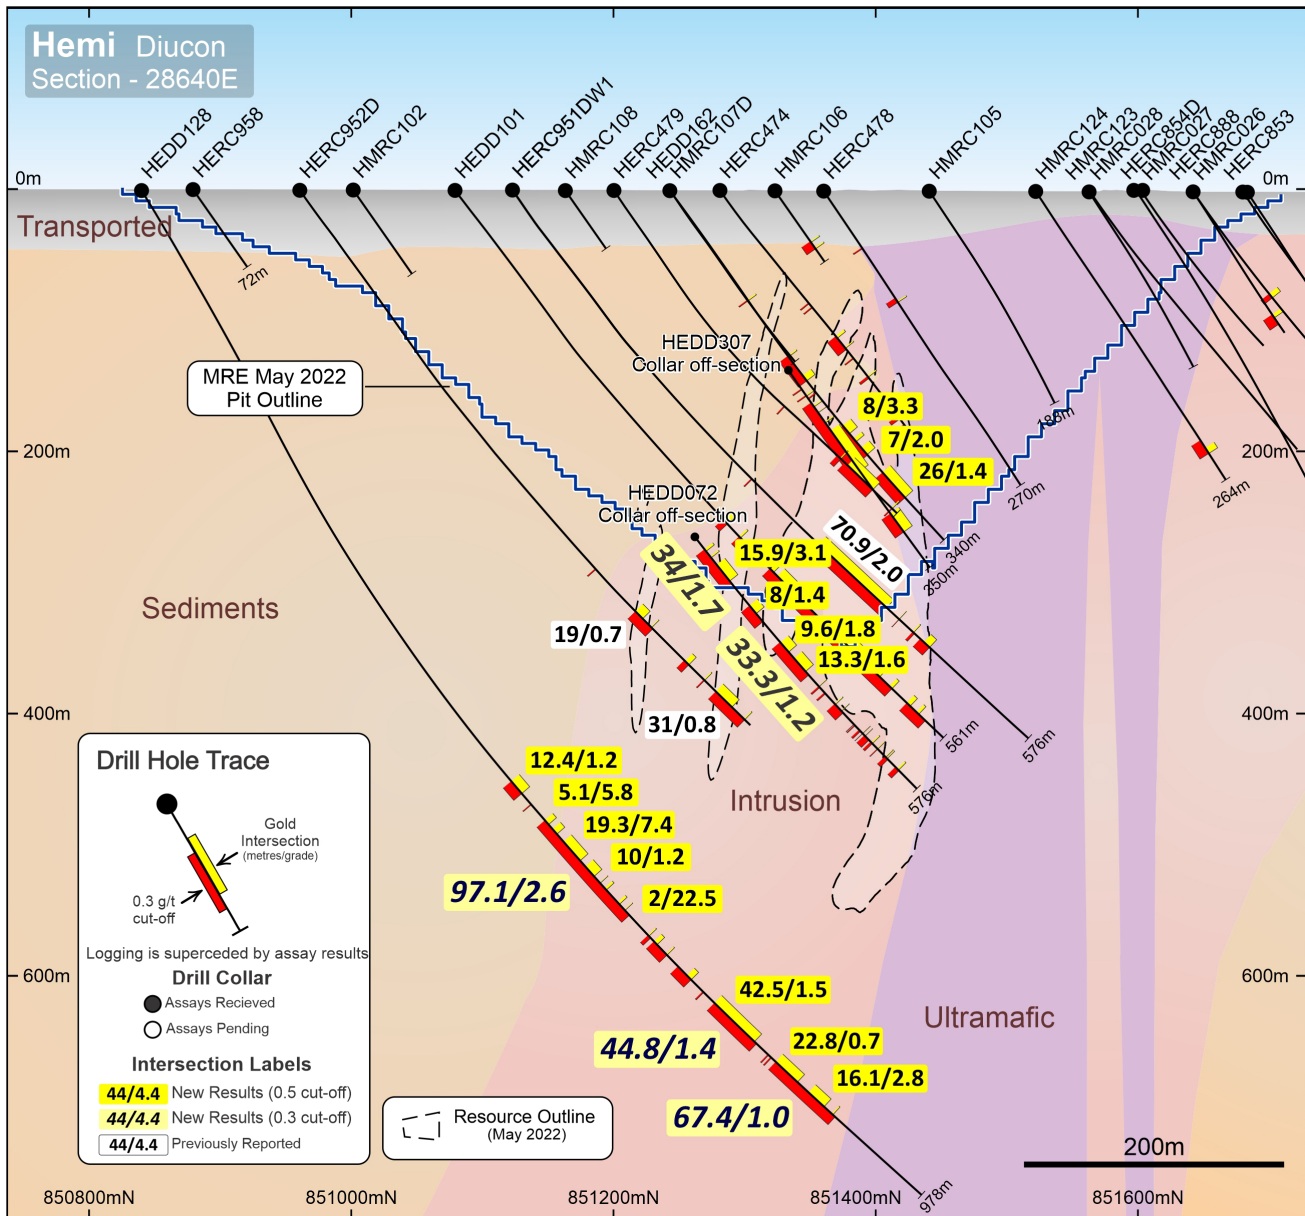 Hemi Diucon
Section - 28640E
HEDD128
HERC958
HERC952D
HMRC102
HEDD101
HERC951DW1
HMRC108
HERC479
HEDD162
HMRC107D
HERC474
HMRC106
HERC478
HMRC105
HMRC124
HMRC123
HMRC028
HERC854D
HMRC027
HERC888
HMRC026
HERC853
0m
0m
Transported
72m
HEDD307
Collar off-section
MRE May 2022
Pit Outline
8/3.3
7/2.0
26/1.4
188m
200m
200m
264m
270m
HEDD072
Collar off-section
340m
350m
70.9/2.0
15.9/3.1
34/1.7
8/1.4
Sediments
19/0.7
9.6/1.8
13.3/1.6
33.3/1.2
31/0.8
400m
400m
561m
576m
576m
12.4/1.2
5.1/5.8
19.3/7.4
10/1.2
2/22.5
97.1/2.6
Intrusion
600m
600m
42.5/1.5
22.8/0.7
16.1/2.8
44.8/1.4
67.4/1.0
Ultramafic
978m
Drill Hole Trace
Gold
Intersection
(metres/grade)
0.3 g/t
cut-off
Logging is superceded by assay results
Drill Collar
Assays Recieved
Assays Pending
Intersection Labels
44/4.4 New Results (0.5 cut-off)
44/4.4 New Results (0.3 cut-off)
44/4.4 Previously Reported
Resource Outline
(May 2022)
200m
850800mN
851000mN
851200mN
851400mN
851600mN